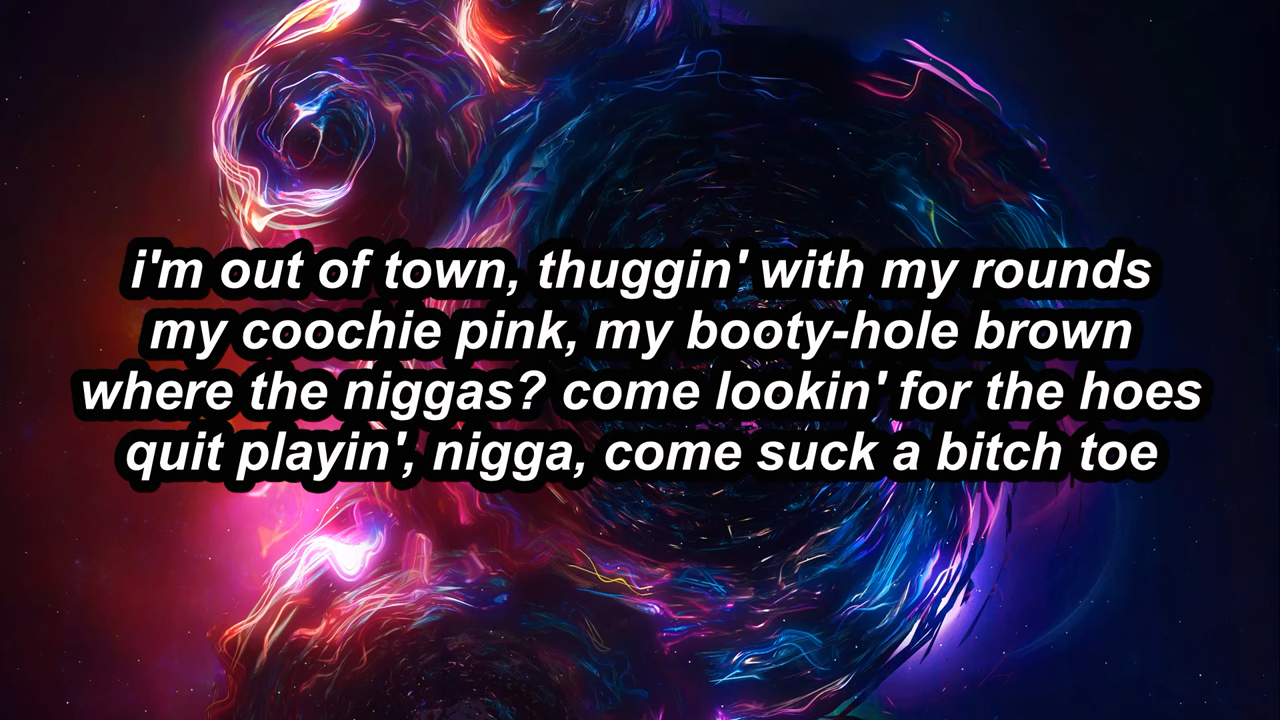 i'm out of town, thuggin' with my rounds
my coochie pink, my booty-hole brown
where the niggas? come lookin' for the hoes
quit playin', nigga, come suck a bitch toe